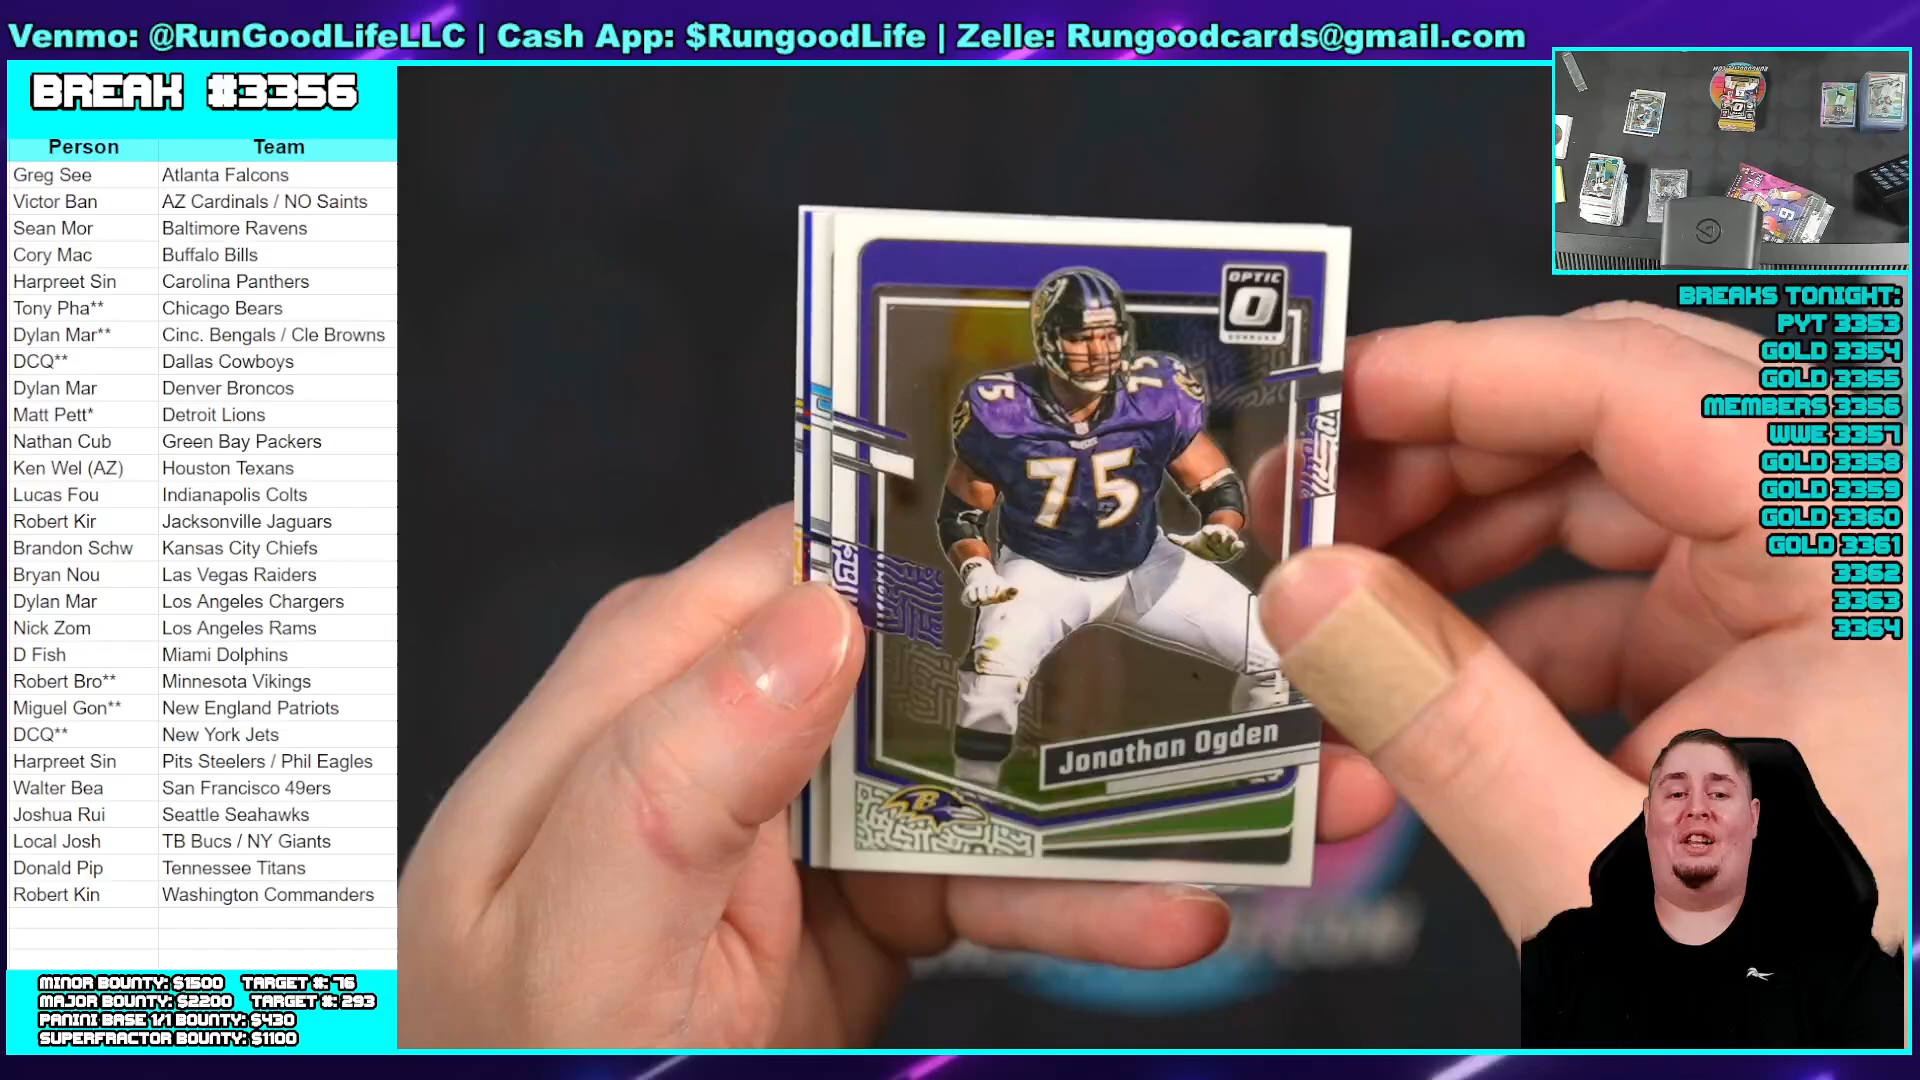 Venmo: @RunGoodLifeLLC | Cash App: $RungoodLife | Zelle: Rungoodcards@gmail.com
BREAK #3356
Person Team
Greg See Atlanta Falcons
Victor Ban AZ Cardinals / NO Saints
Sean Mor Baltimore Ravens
Cory Mac Buffalo Bills
Harpreet Sin Carolina Panthers
Tony Pha** Chicago Bears
Dylan Mar** Cinc. Bengals / Cle Browns
DCQ** Dallas Cowboys
Dylan Mar Denver Broncos
Matt Pett* Detroit Lions
Nathan Cub Green Bay Packers
Ken Wel (AZ) Houston Texans
Lucas Fou Indianapolis Colts
Robert Kir Jacksonville Jaguars
Brandon Schw Kansas City Chiefs
Bryan Nou Las Vegas Raiders
Dylan Mar Los Angeles Chargers
Nick Zom Los Angeles Rams
D Fish Miami Dolphins
Robert Bro** Minnesota Vikings
Miguel Gon** New England Patriots
DCQ** New York Jets
Harpreet Sin Pits Steelers / Phil Eagles
Walter Bea San Francisco 49ers
Joshua Rui Seattle Seahawks
Local Josh TB Bucs / NY Giants
Donald Pip Tennessee Titans
Robert Kin Washington Commanders
MINOR BOUNTY: $1500 TARGET #: 76
MAJOR BOUNTY: $2200 TARGET #: 293
PANINI BASE 1/1 BOUNTY: $430
SUPERFRACTOR BOUNTY: $1100
OPTIC
O
DONRUSS
75
75
75
Jonathan Ogden
B
BREAKS TONIGHT:
PYT 3353
GOLD 3354
GOLD 3355
MEMBERS 3356
WWE 3357
GOLD 3358
GOLD 3359
GOLD 3360
GOLD 3361
3362
3363
3364